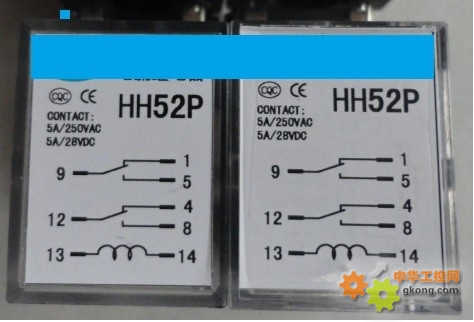 CQC CE
HH52P
CONTACT:
5A/250VAC
5A/28VDC
9 1
5
12 4
8
13 14
CQC CE
HH52P
CONTACT:
5A/250VAC
5A/28VDC
9 1
5
12 4
8
13 14
中华工控网
gkong.com